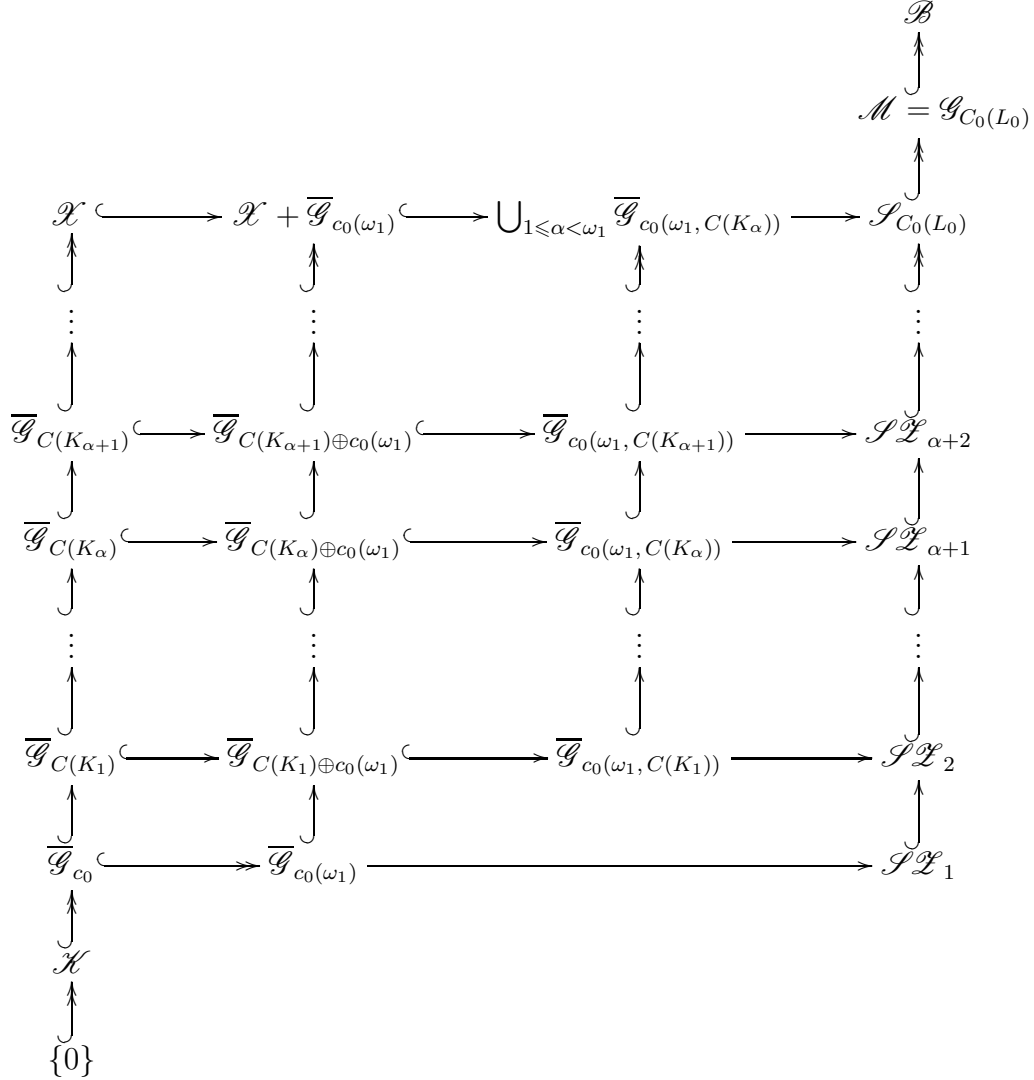 ℬ
ℳ = 𝒢_{C_0(L_0)}
𝒳 𝒳 + \overline{𝒢}_{c_0(ω_1)} ⋃_{1⩽α<ω_1} \overline{𝒢}_{c_0(ω_1, C(K_α))} 𝒮_{C_0(L_0)}
⋮ ⋮ ⋮ ⋮
\overline{𝒢}_{C(K_{α+1})} \overline{𝒢}_{C(K_{α+1})⊕c_0(ω_1)} \overline{𝒢}_{c_0(ω_1, C(K_{α+1}))} 𝒮𝒵_{α+2}
\overline{𝒢}_{C(K_α)} \overline{𝒢}_{C(K_α)⊕c_0(ω_1)} \overline{𝒢}_{c_0(ω_1, C(K_α))} 𝒮𝒵_{α+1}
⋮ ⋮ ⋮
\overline{𝒢}_{C(K_1)} \overline{𝒢}_{C(K_1)⊕c_0(ω_1)} \overline{𝒢}_{c_0(ω_1, C(K_1))} 𝒮𝒵_2
\overline{𝒢}_{c_0} \overline{𝒢}_{c_0(ω_1)} 𝒮𝒵_1
𝒦
{0}